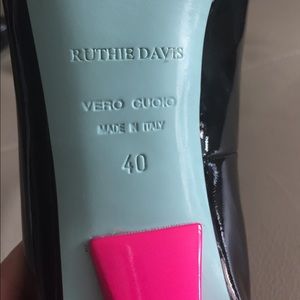 RUTHIE DAVIS
VERO CUOIO
MADE IN ITALY
40